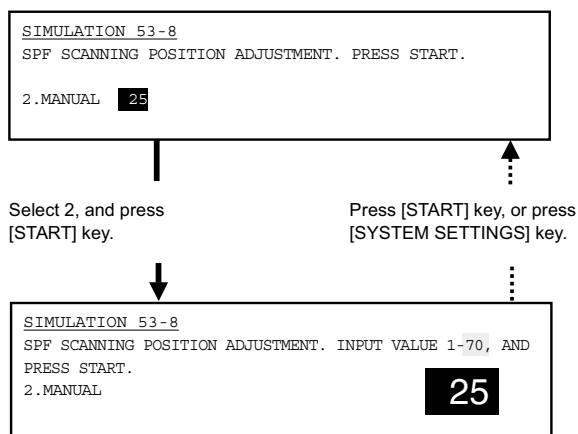 SIMULATION 53-8
SPF SCANNING POSITION ADJUSTMENT. PRESS START.
2.MANUAL 25
Select 2, and press
[START] key.
Press [START] key, or press
[SYSTEM SETTINGS] key.
SIMULATION 53-8
SPF SCANNING POSITION ADJUSTMENT. INPUT VALUE 1-70, AND
PRESS START.
2.MANUAL 25